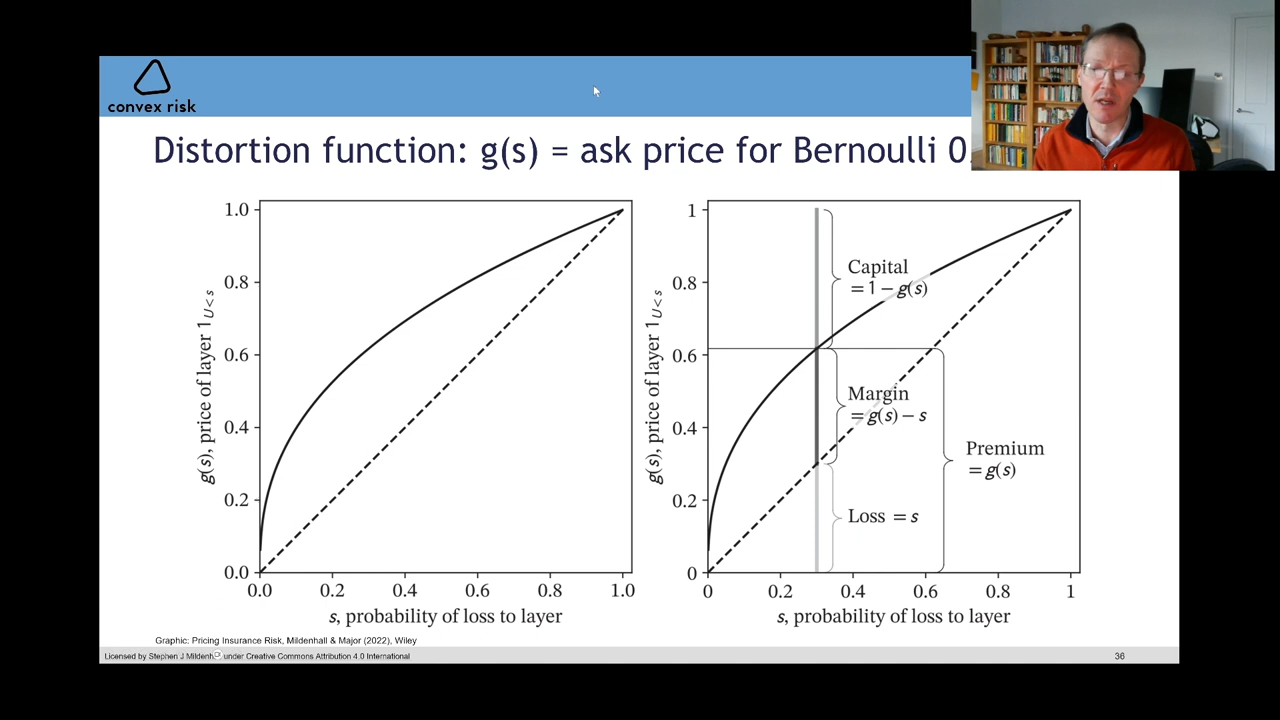 convex risk
Distortion function: g(s) = ask price for Bernoulli 0,
1.0
0.8
0.6
0.4
0.2
0.0
g(s), price of layer 1U<s
0.0 0.2 0.4 0.6 0.8 1.0
s, probability of loss to layer
1
0.8
0.6
0.4
0.2
0
g(s), price of layer 1U<s
Capital
= 1 − g(s)
Margin
= g(s) − s
Premium
= g(s)
Loss = s
0 0.2 0.4 0.6 0.8 1
s, probability of loss to layer
Graphic: Pricing Insurance Risk, Mildenhall & Major (2022), Wiley
Licensed by Stephen J Mildenh under Creative Commons Attribution 4.0 International
36